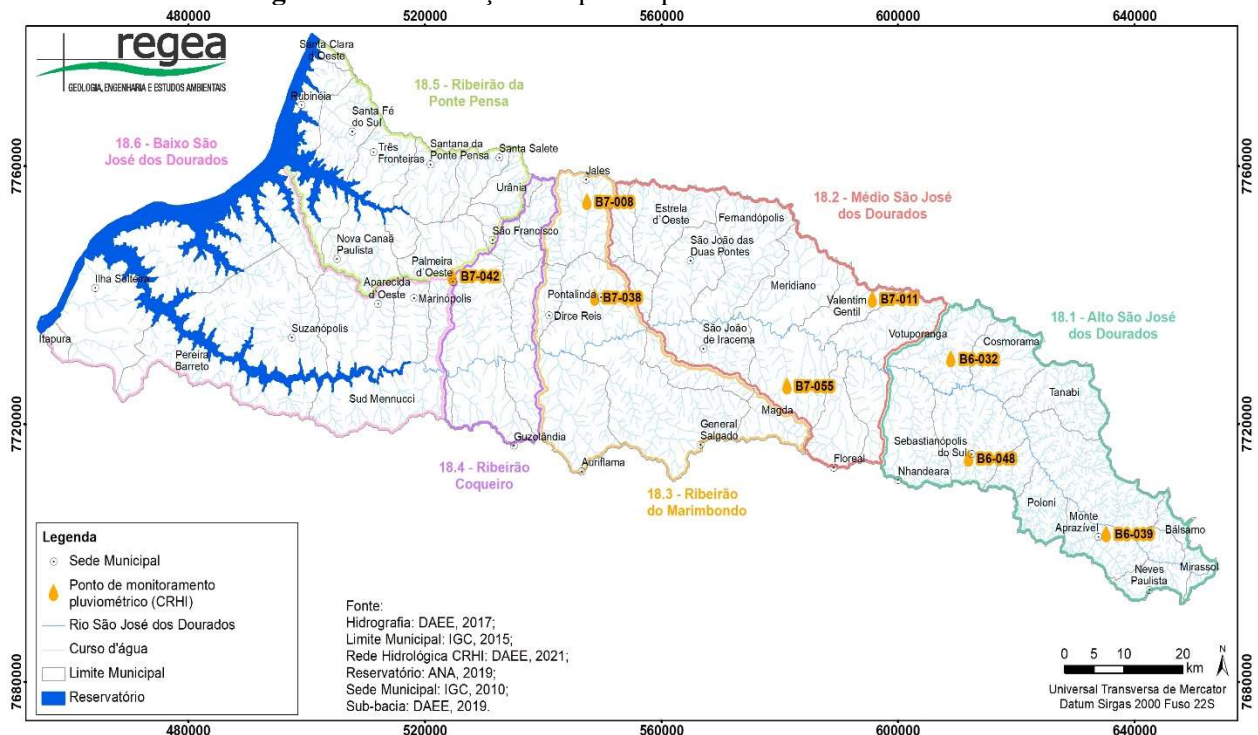 480000 520000 560000 600000 640000
regea
GEOLOGIA, ENGENHARIA E ESTUDOS AMBIENTAIS
Santa Clara
d'Oeste
18.5 - Ribeirão da
Ponte Pensa
Rubinéia
Santa Fé
do Sul
18.6 - Baixo São
José dos Dourados
Três
Fronteiras
Santana da
Ponte Pensa
Santa Salete
Urânia
Jales
B7-008
18.2 - Médio São José
dos Dourados
Estrela
d'Oeste
Fernandópolis
São João das
Duas Pontes
São Francisco
Nova Canaã
Paulista
Palmeira
d'Oeste
B7-042
Aparecida
d'Oeste
Marinópolis
Ilha Solteira
Pontalinda
B7-038
Dirce Reis
Meridiano
Valentim
Gentil
B7-011
Votuporanga
18.1 - Alto São José
dos Dourados
Cosmorama
B6-032
Itapura
Suzanápolis
Pereira
Barreto
São João
de Iracema
B7-055
Tanabi
Sud Mennucci
Magda
General
Salgado
Guzolândia
Auriflama
Floreal
Sebastianópolis
do Sul
B6-048
Nhandeara
18.4 - Ribeirão
Coqueiro
18.3 - Ribeirão
do Marimbondo
Poloni
Monte
Aprazível
B6-039
Bálsamo
Mirassol
Neves
Paulista
7760000
7720000
7680000
7760000
7720000
7680000
Legenda
Sede Municipal
Ponto de monitoramento
pluviométrico (CRHI)
Rio São José dos Dourados
Curso d'água
Limite Municipal
Reservatório
Fonte:
Hidrografia: DAEE, 2017;
Limite Municipal: IGC, 2015;
Rede Hidrológica CRHI: DAEE, 2021;
Reservatório: ANA, 2019;
Sede Municipal: IGC, 2010;
Sub-bacia: DAEE, 2019.
0 5 10 20
km
N
Universal Transversa de Mercator
Datum Sirgas 2000 Fuso 22S
480000 520000 560000 600000 640000